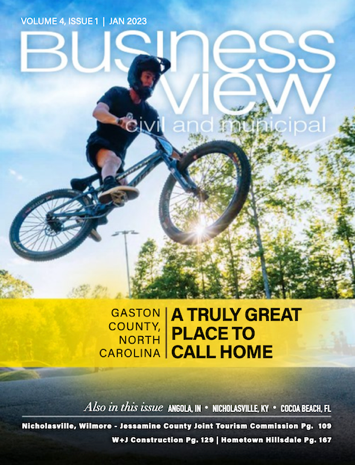 VOLUME 4, ISSUE 1 | JAN 2023
BUSINESS
view
civil and municipal
GASTON
COUNTY,
NORTH
CAROLINA
A TRULY GREAT
PLACE TO
CALL HOME
Also in this issue ANGOLA, IN * NICHOLASVILLE, KY * COCOA BEACH, FL
Nicholasville, Wilmore - Jessamine County Joint Tourism Commission Pg. 109
W+J Construction Pg. 129 | Hometown Hillsdale Pg. 167